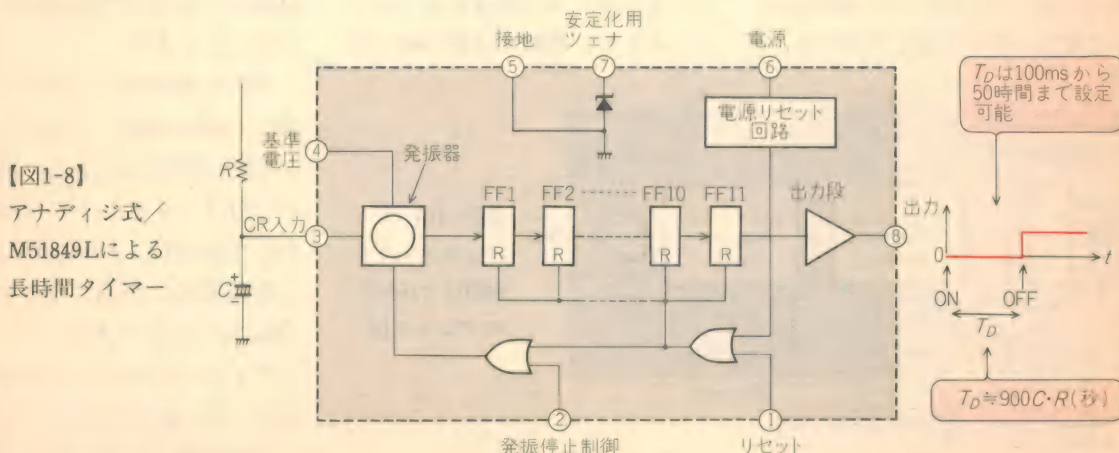 【図1-8】
アナディジ式／
M51849Lによる
長時間タイマー
接地
⑤
安定化用
ツェナ
⑦
電源
⑥
電源リセット
回路
基準
電圧
④
発振器
R
CR入力
③
C
+
−
FF1
FF2
FF10
FF11
R
R
R
R
出力段
⑧
出力
0
t
ON
OFF
T_D
T_Dは100msから
50時間まで設定
可能
T_D≒900C·R(秒)
②
発振停止制御
①
リセット